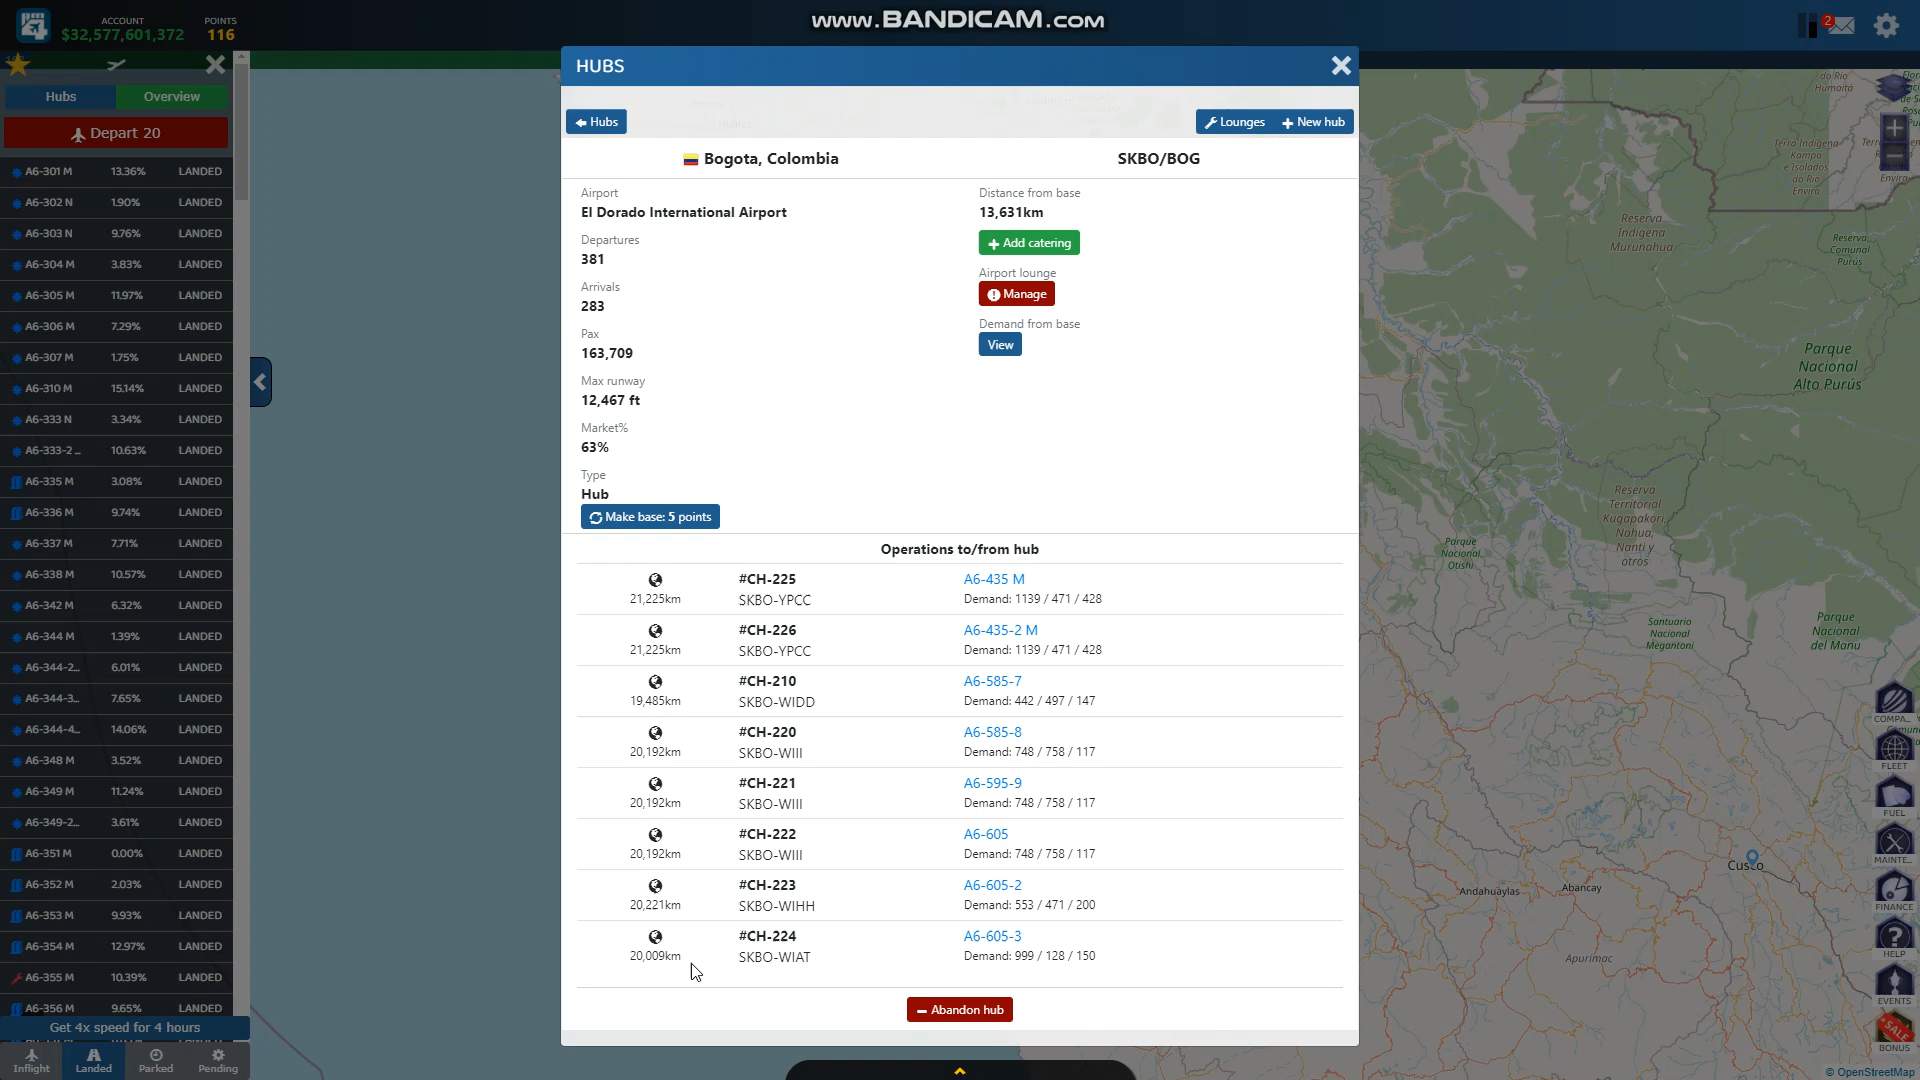 ACCOUNT
$32,577,601,372
POINTS
116
www.BANDICAM.com
2
Hubs
Overview
Depart 20
A6-301 M 13.36% LANDED
A6-302 N 1.90% LANDED
A6-303 N 9.76% LANDED
A6-304 M 3.83% LANDED
A6-305 M 11.97% LANDED
A6-306 M 7.29% LANDED
A6-307 M 1.75% LANDED
A6-310 M 15.14% LANDED
A6-333 N 3.34% LANDED
A6-333-2 ... 10.63% LANDED
A6-335 M 3.08% LANDED
A6-336 M 9.74% LANDED
A6-337 M 7.71% LANDED
A6-338 M 10.57% LANDED
A6-342 M 6.32% LANDED
A6-344 M 1.39% LANDED
A6-344-2... 6.01% LANDED
A6-344-3... 7.65% LANDED
A6-344-4... 14.06% LANDED
A6-348 M 3.52% LANDED
A6-349 M 11.24% LANDED
A6-349-2... 3.61% LANDED
A6-351 M 0.00% LANDED
A6-352 M 2.03% LANDED
A6-353 M 9.93% LANDED
A6-354 M 12.97% LANDED
A6-355 M 10.39% LANDED
A6-356 M 9.65% LANDED
Get 4x speed for 4 hours
Inflight
Landed
Parked
Pending
HUBS
Hubs
Lounges
New hub
Bogota, Colombia
SKBO/BOG
Airport
El Dorado International Airport
Departures
381
Arrivals
283
Pax
163,709
Max runway
12,467 ft
Market%
63%
Type
Hub
Make base: 5 points
Distance from base
13,631km
Add catering
Airport lounge
Manage
Demand from base
View
Operations to/from hub
#CH-225 A6-435 M
21,225km SKBO-YPCC Demand: 1139 / 471 / 428
#CH-226 A6-435-2 M
21,225km SKBO-YPCC Demand: 1139 / 471 / 428
#CH-210 A6-585-7
19,485km SKBO-WIDD Demand: 442 / 497 / 147
#CH-220 A6-585-8
20,192km SKBO-WIII Demand: 748 / 758 / 117
#CH-221 A6-595-9
20,192km SKBO-WIII Demand: 748 / 758 / 117
#CH-222 A6-605
20,192km SKBO-WIII Demand: 748 / 758 / 117
#CH-223 A6-605-2
20,221km SKBO-WIHH Demand: 553 / 471 / 200
#CH-224 A6-605-3
20,009km SKBO-WIAT Demand: 999 / 128 / 150
Abandon hub
do Rio
Humaitá
Terra Indígena
Kampa
e Isolados
do Rio
Envira
Envira
Reserva
Indígena
Murunahua
Reserva
Comunal
Purús
Parque
Nacional
Alto Purús
Reserva
Territorial
Kugapakori,
Nahua,
Nanti y
otros
Parque
Nacional
Otishi
Santuario
Nacional
Megantoni
Parque
Nacional
del Manu
Cusco
Andahuaylas
Abancay
Apurímac
COMPA...
FLEET
FUEL
MAINTE...
FINANCE
HELP
EVENTS
SALE
BONUS
© OpenStreetMap